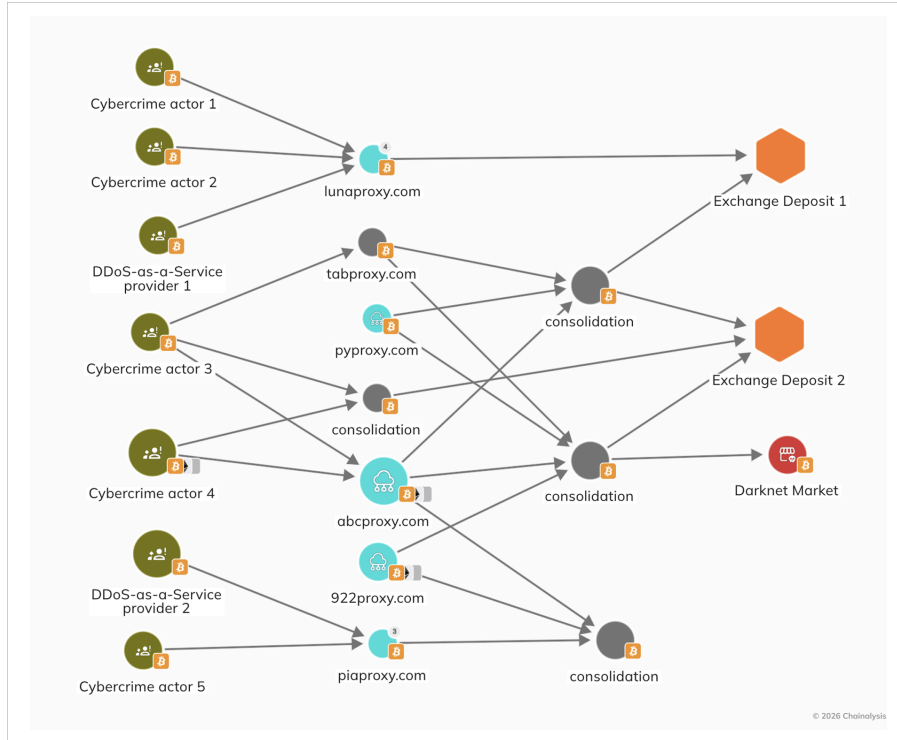 Cybercrime actor 1
Cybercrime actor 2
DDoS-as-a-Service
provider 1
Cybercrime actor 3
Cybercrime actor 4
DDoS-as-a-Service
provider 2
Cybercrime actor 5
4
lunaproxy.com
tabproxy.com
pyproxy.com
consolidation
abcproxy.com
922proxy.com
3
piaproxy.com
consolidation
consolidation
consolidation
Exchange Deposit 1
Exchange Deposit 2
Darknet Market
© 2026 Chainalysis